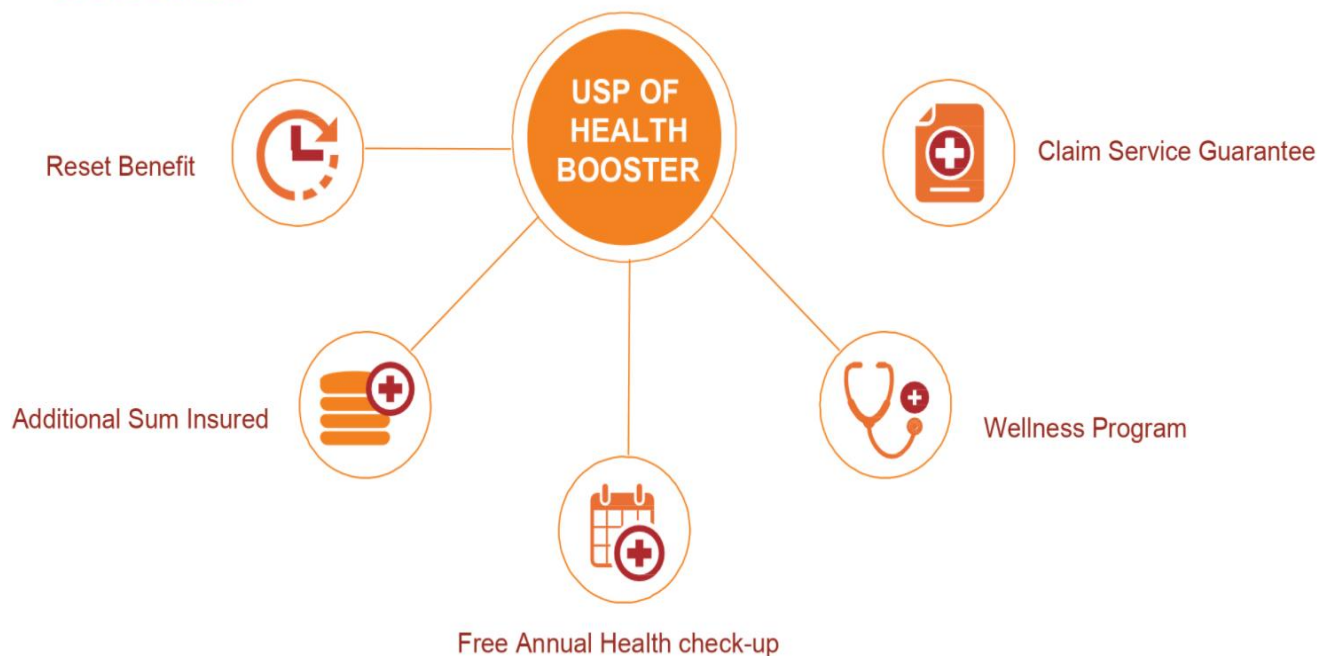 USP OF
HEALTH
BOOSTER
Reset Benefit
Claim Service Guarantee
Additional Sum Insured
Wellness Program
Free Annual Health check-up